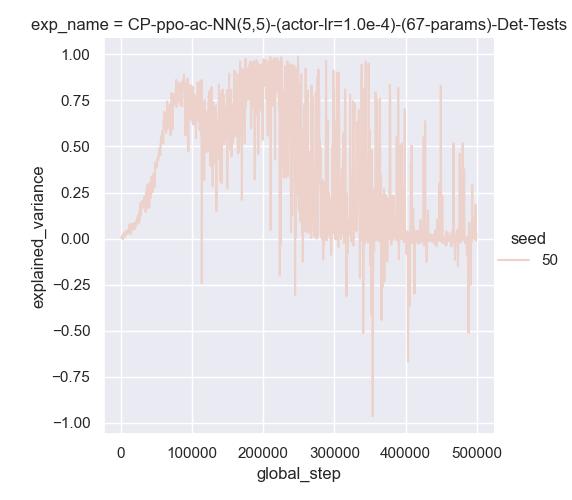 exp_name = CP-ppo-ac-NN(5,5)-(actor-lr=1.0e-4)-(67-params)-Det-Tests
1.00
0.75
0.50
0.25
0.00
−0.25
−0.50
−0.75
−1.00
explained_variance
0 100000 200000 300000 400000 500000
global_step
seed
50